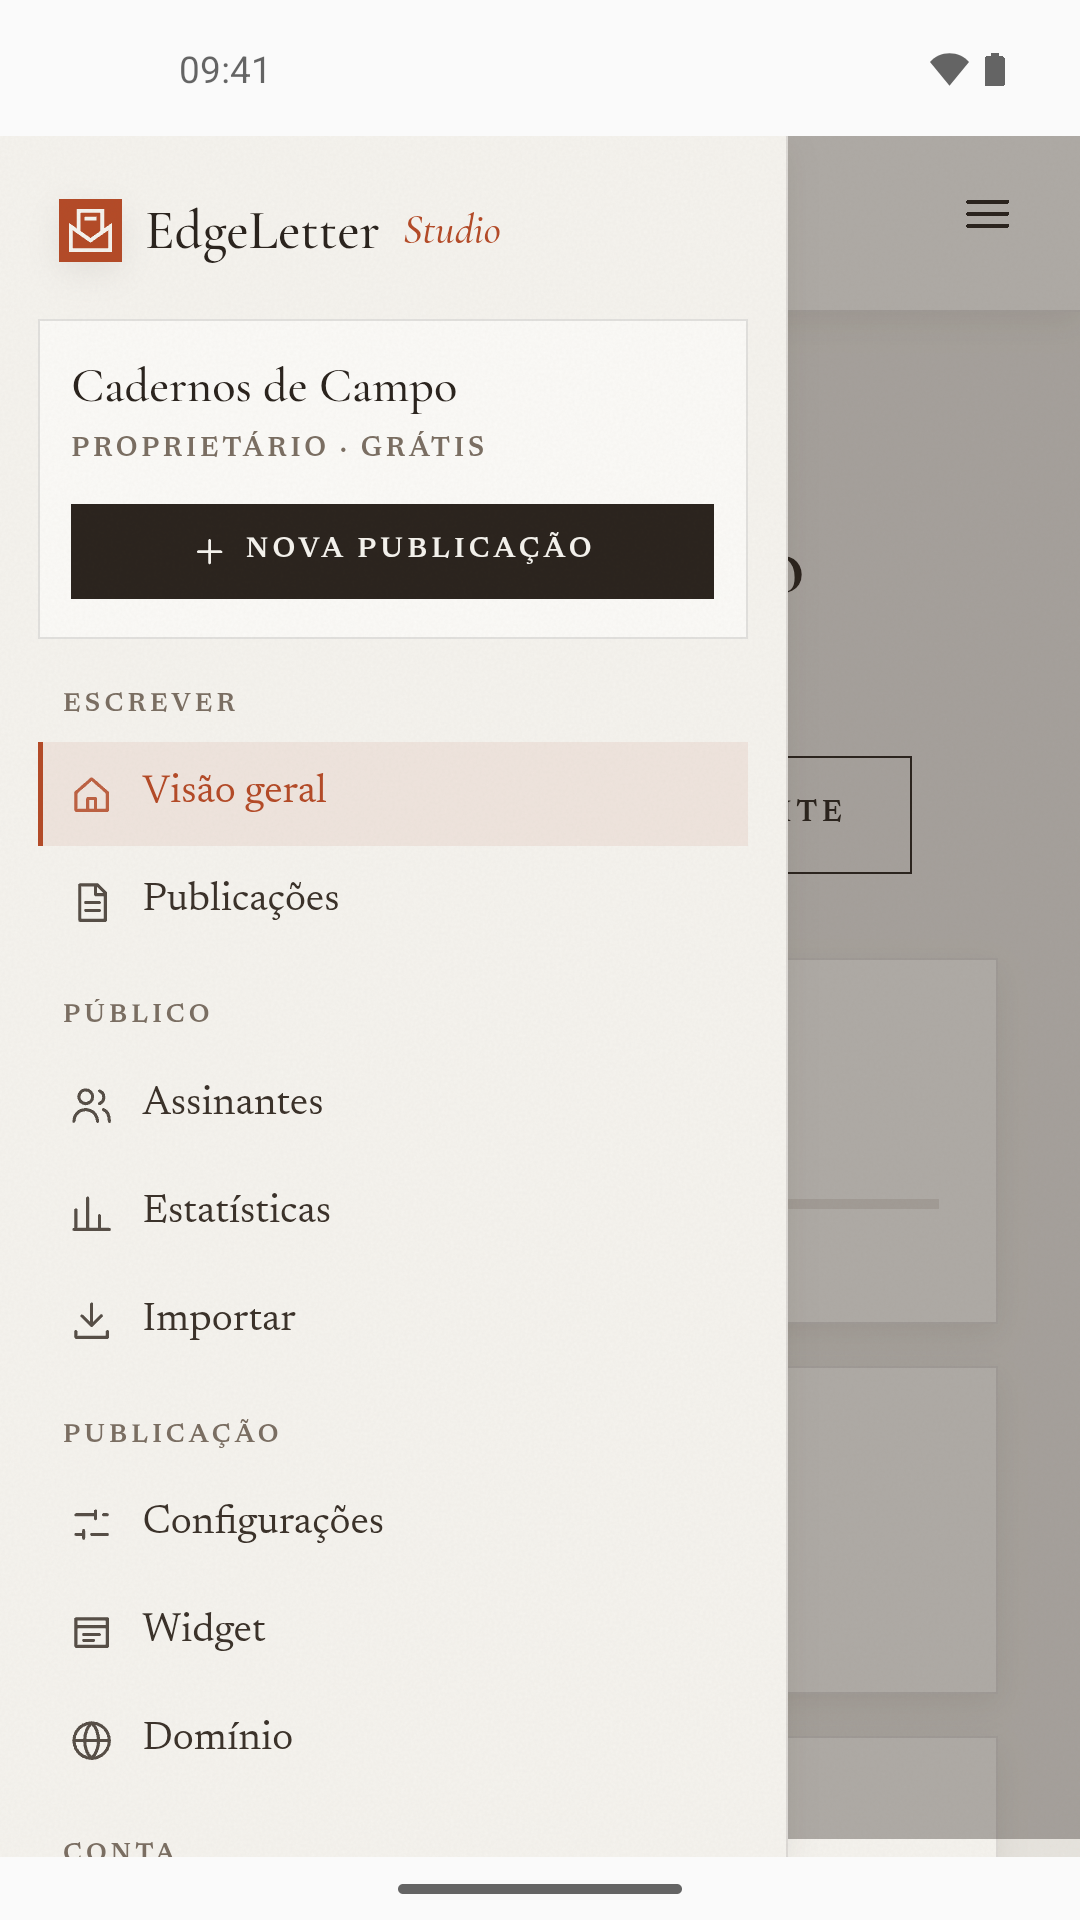 09:41
EdgeLetter Studio
Cadernos de Campo
PROPRIETÁRIO · GRÁTIS
NOVA PUBLICAÇÃO
ESCREVER
Visão geral
Publicações
PÚBLICO
Assinantes
Estatísticas
Importar
PUBLICAÇÃO
Configurações
Widget
Domínio
CONTA